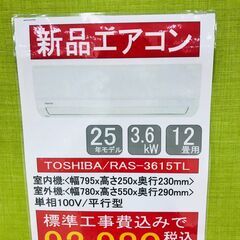 新品エアコン
25年モデル 3.6kW 12畳用
TOSHIBA/RAS-3615TL
室内機:<幅795x高さ250x奥行230mm>
室外機:<幅780x高さ550x奥行290mm>
単相100V/平行型
標準工事費込みで
税込